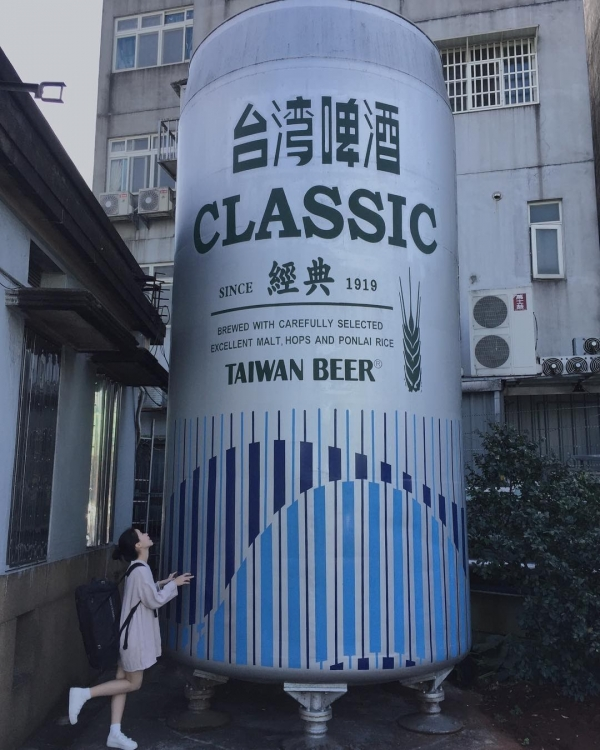 台湾啤酒
CLASSIC
SINCE 經典 1919
BREWED WITH CAREFULLY SELECTED
EXCELLENT MALT, HOPS AND PONLAI RICE
TAIWAN BEER®